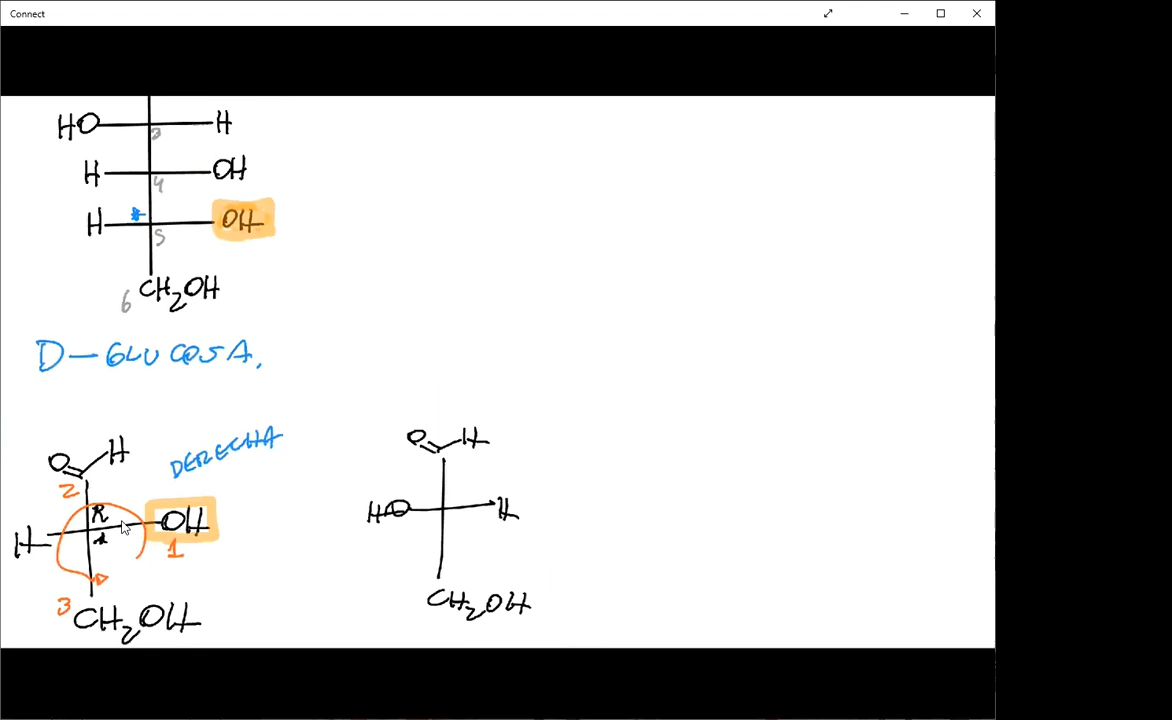 Connect
HO H
3
H OH
4
* H OH
5
6 CH2OH
D-GLUCOSA.
DERECHA
O H
2
R
H * OH
1
3 CH2OH
O H
HO H
CH2OH